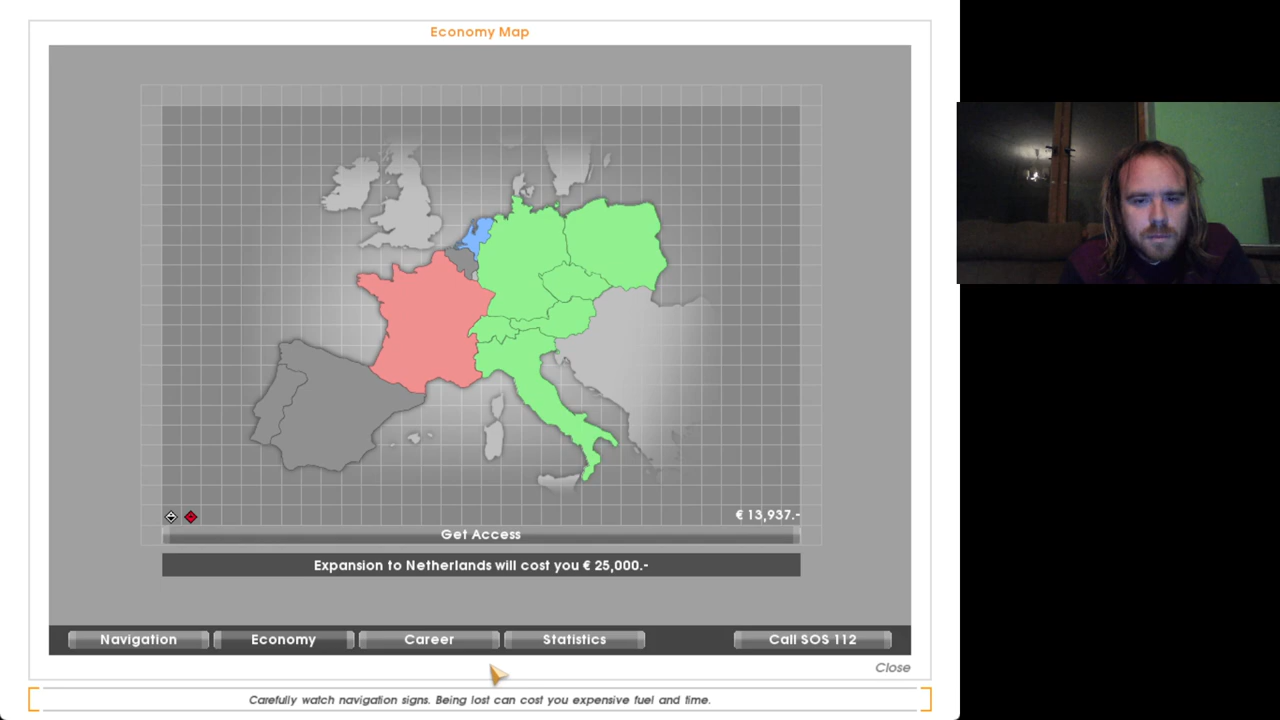 Economy Map
€ 13,937.-
Get Access
Expansion to Netherlands will cost you € 25,000.-
Navigation Economy Career Statistics Call SOS 112
Close
Carefully watch navigation signs. Being lost can cost you expensive fuel and time.